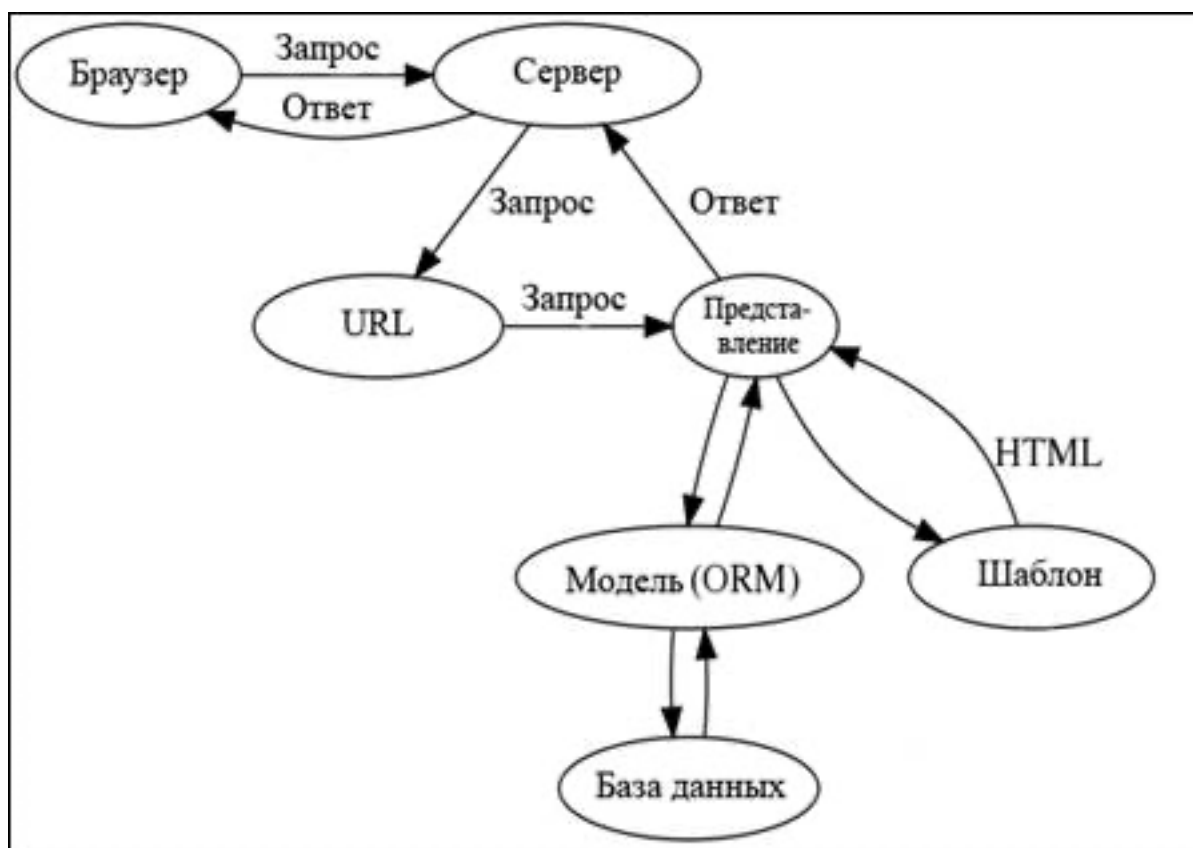 Браузер
Запрос
Сервер
Ответ
Запрос
Ответ
URL
Запрос
Предста-
вление
HTML
Модель (ORM)
Шаблон
База данных